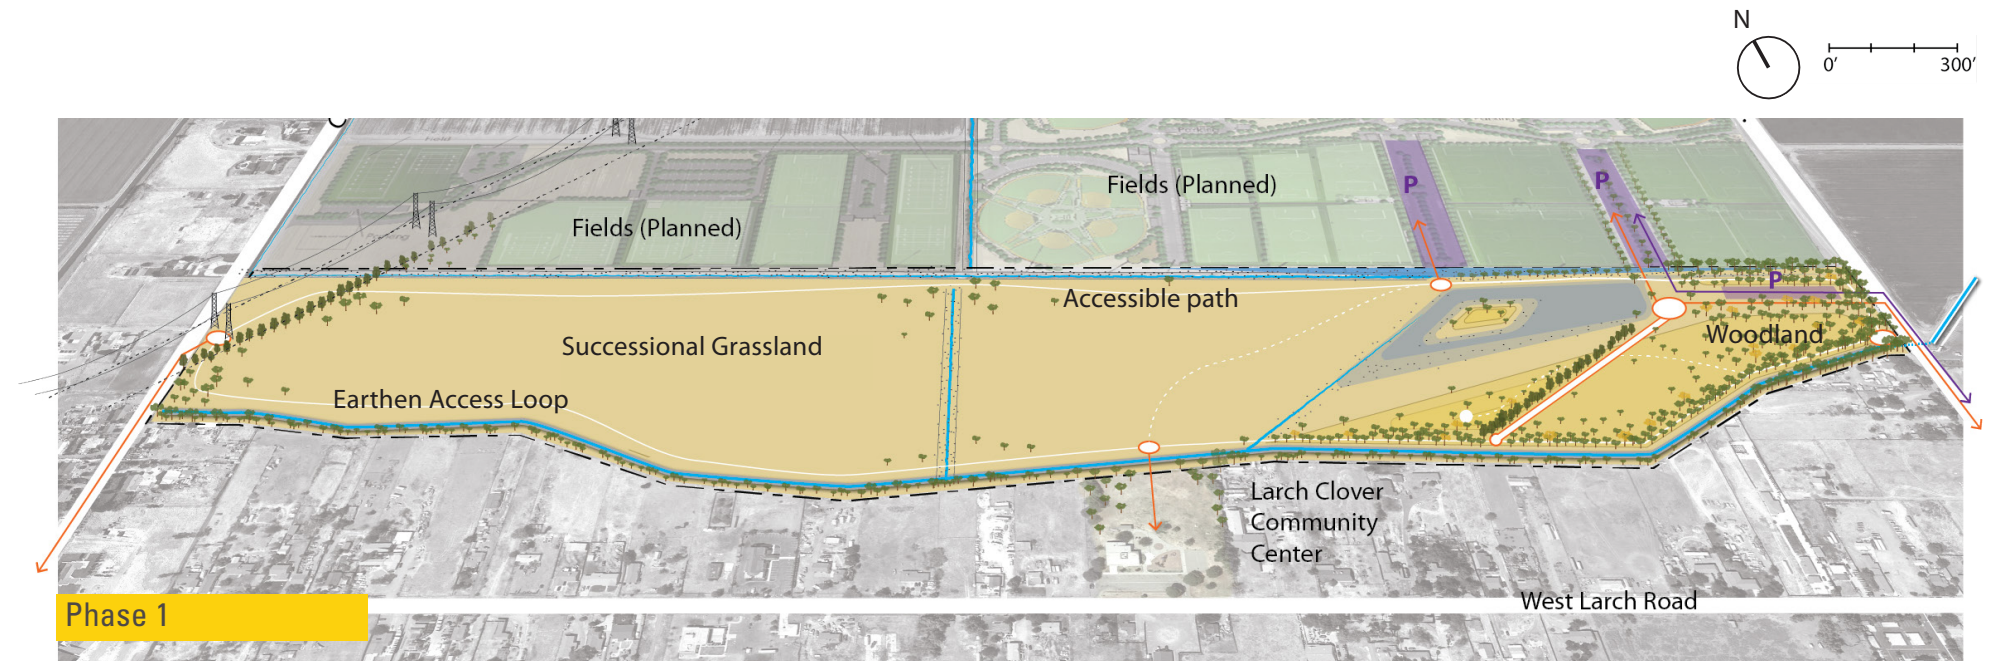 N
0' 300'
P
P
Fields (Planned)
Fields (Planned)
P
Accessible path
Woodland
Successional Grassland
Earthen Access Loop
Larch Clover
Community
Center
West Larch Road
Phase 1